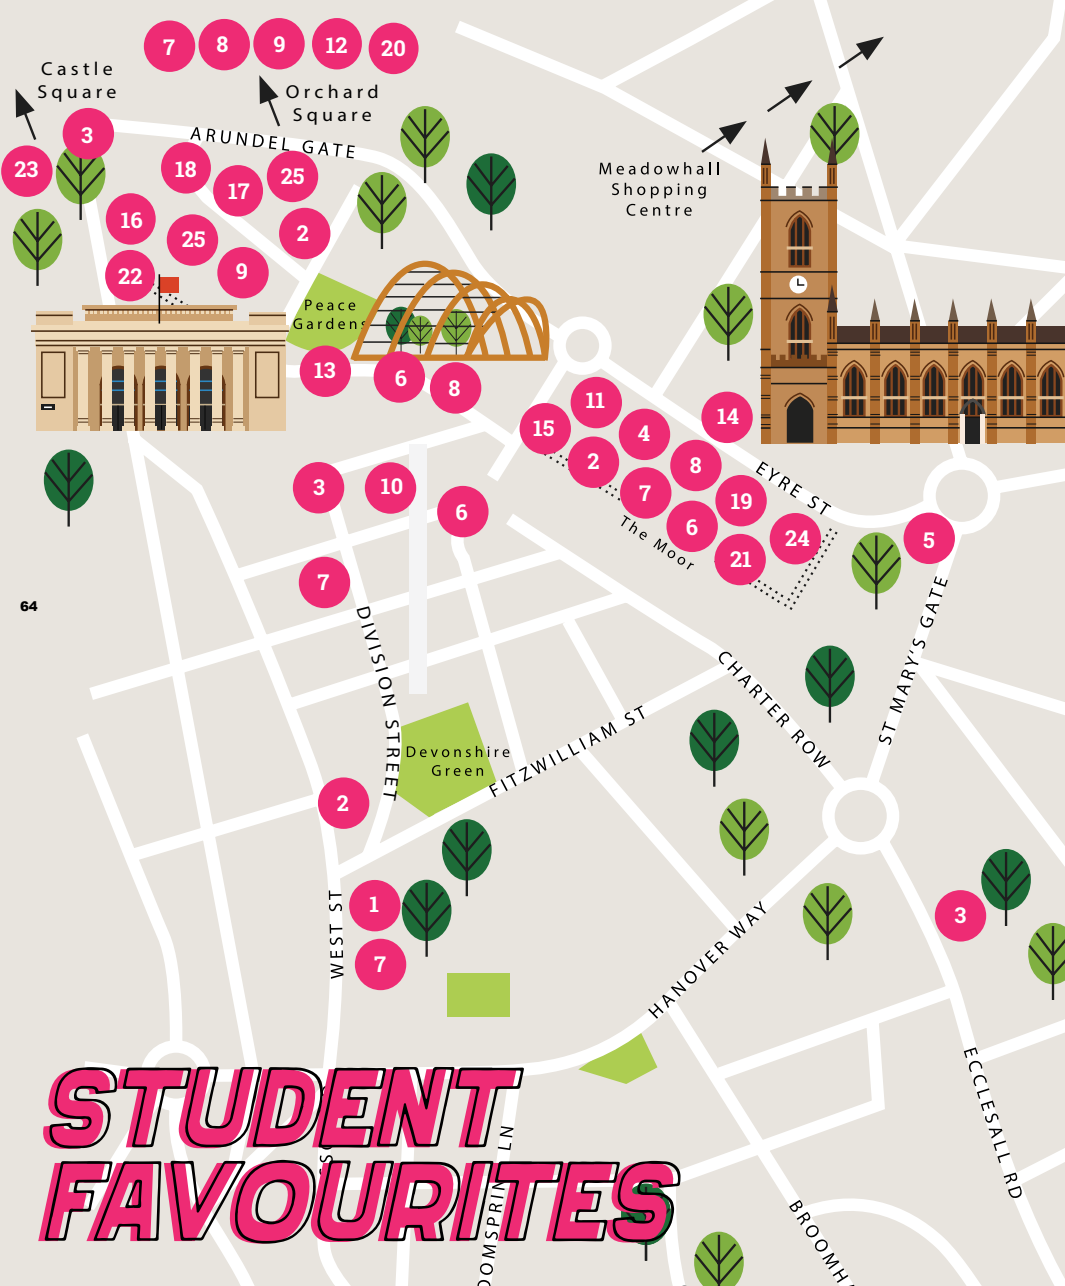 7 8 9 12 20
Castle
Square
Orchard
Square
3
ARUNDEL GATE
23
18
17
25
Meadowhall
Shopping
Centre
16
25
2
22
9
Peace
Gardens
13
6
8
11
15
4
14
2
8
EYRE ST
7
19
The Moor
6
24
21
5
3
10
6
7
64
DIVISION STREET
CHARTER ROW
ST MARY'S GATE
Devonshire
Green
FITZWILLIAM ST
2
WEST ST
1
7
3
HANOVER WAY
ECCLESALL RD
STUDENT
FAVOURITES
OOMSPRIN LN
BROOMH